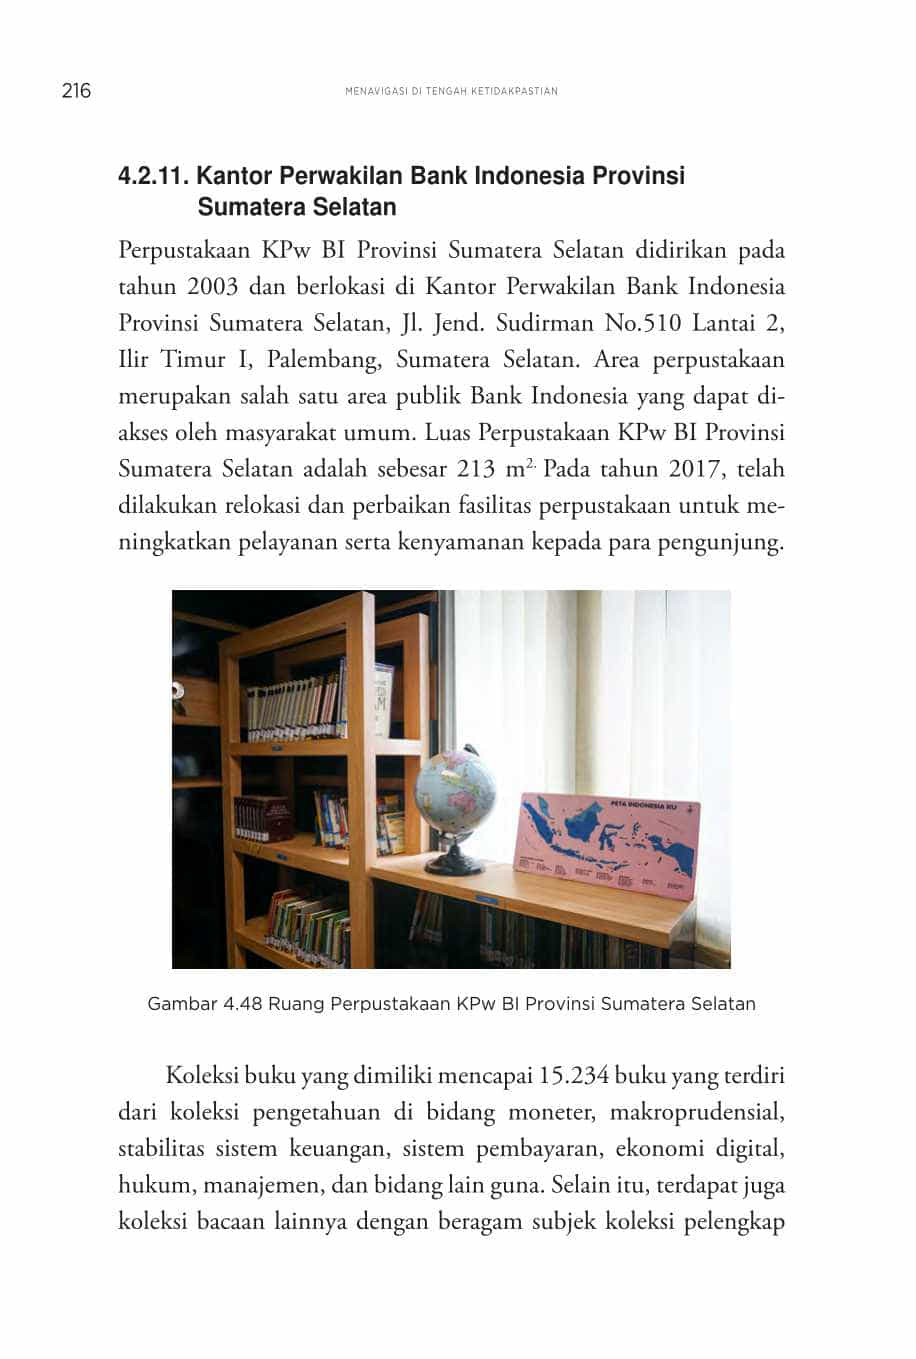 216
MENAVIGASI DI TENGAH KETIDAKPASTIAN
4.2.11. Kantor Perwakilan Bank Indonesia Provinsi
Sumatera Selatan
Perpustakaan KPw BI Provinsi Sumatera Selatan didirikan pada
tahun 2003 dan berlokasi di Kantor Perwakilan Bank Indonesia
Provinsi Sumatera Selatan, Jl. Jend. Sudirman No.510 Lantai 2,
Ilir Timur I, Palembang, Sumatera Selatan. Area perpustakaan
merupakan salah satu area publik Bank Indonesia yang dapat di-
akses oleh masyarakat umum. Luas Perpustakaan KPw BI Provinsi
Sumatera Selatan adalah sebesar 213 m². Pada tahun 2017, telah
dilakukan relokasi dan perbaikan fasilitas perpustakaan untuk me-
ningkatkan pelayanan serta kenyamanan kepada para pengunjung.
PETA INDONESIA KU
Gambar 4.48 Ruang Perpustakaan KPw BI Provinsi Sumatera Selatan
Koleksi buku yang dimiliki mencapai 15.234 buku yang terdiri
dari koleksi pengetahuan di bidang moneter, makroprudensial,
stabilitas sistem keuangan, sistem pembayaran, ekonomi digital,
hukum, manajemen, dan bidang lain guna. Selain itu, terdapat juga
koleksi bacaan lainnya dengan beragam subjek koleksi pelengkap